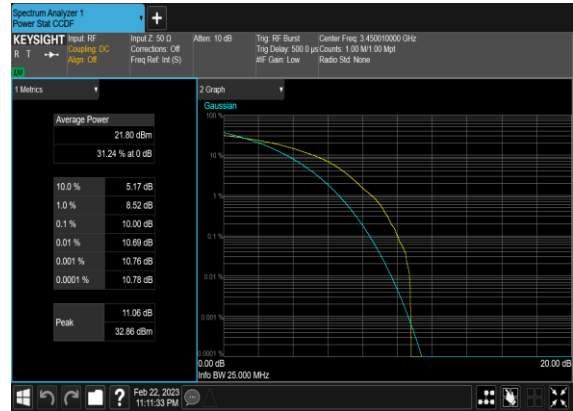 Spectrum Analyzer 1
Power Stat CCDF
KEYSIGHT
R T
LU
Input: RF
Coupling: DC
Align: Off
Input Z: 50 Ω
Corrections: Off
Freq Ref: Int (S)
Atten: 10 dB
Trig: RF Burst
Trig Delay: 500.0 µs
#IF Gain: Low
Center Freq: 3.450010000 GHz
Counts: 1.00 M/1.00 Mpt
Radio Std: None
1 Metrics
Average Power
21.80 dBm
31.24 % at 0 dB
10.0 % 5.17 dB
1.0 % 8.52 dB
0.1 % 10.00 dB
0.01 % 10.69 dB
0.001 % 10.76 dB
0.0001 % 10.78 dB
Peak
11.06 dB
32.86 dBm
2 Graph
Gaussian
100 %
10 %
1 %
0.1 %
0.01 %
0.001 %
0.0001 %
0.00 dB 20.00 dB
Info BW 25.000 MHz
Feb 22, 2023
11:11:33 PM